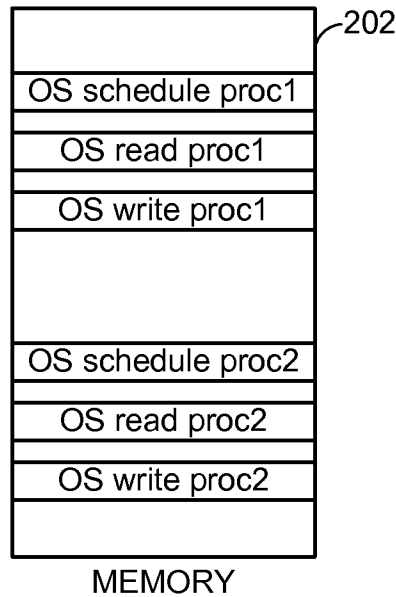 202
OS schedule proc1
OS read proc1
OS write proc1
OS schedule proc2
OS read proc2
OS write proc2
MEMORY